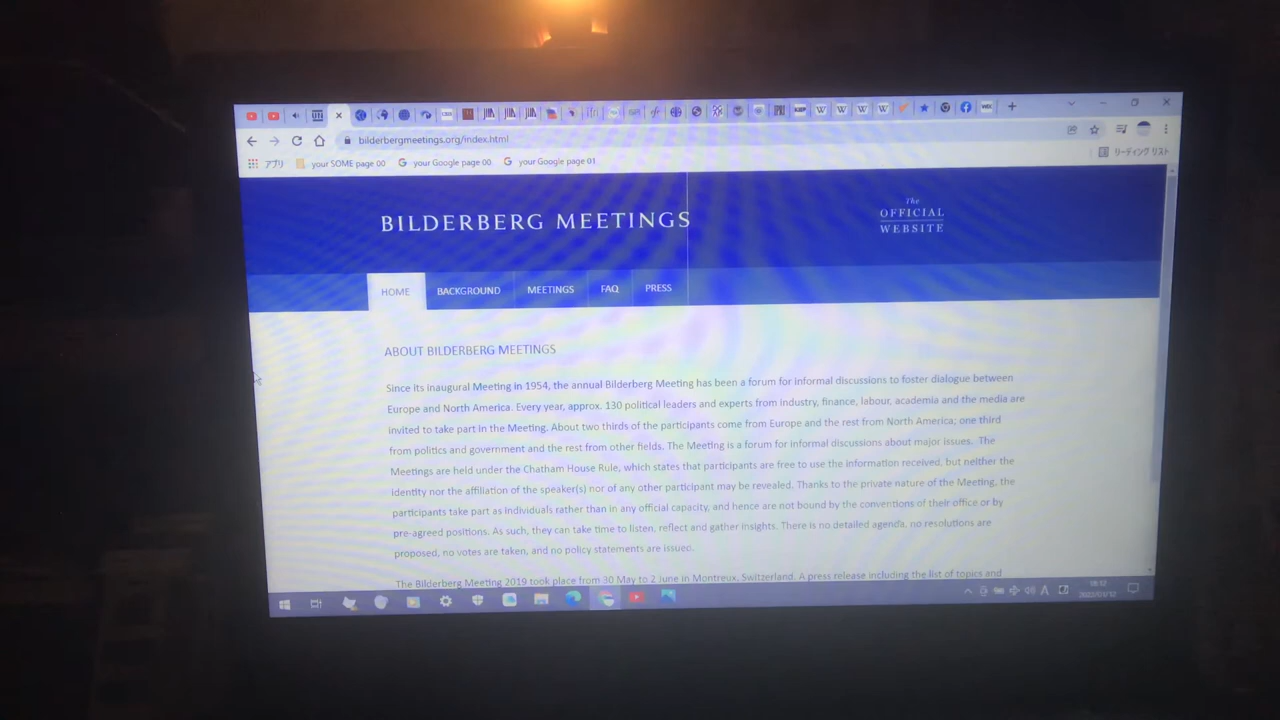 bilderbergmeetings.org/index.html
アプリ your SOME page 00 your Google page 00 your Google page 01 リーディング リスト
BILDERBERG MEETINGS
The
OFFICIAL
WEBSITE
HOME BACKGROUND MEETINGS FAQ PRESS
ABOUT BILDERBERG MEETINGS
Since its inaugural Meeting in 1954, the annual Bilderberg Meeting has been a forum for informal discussions to foster dialogue between
Europe and North America. Every year, approx. 130 political leaders and experts from industry, finance, labour, academia and the media are
invited to take part in the Meeting. About two thirds of the participants come from Europe and the rest from North America; one third
from politics and government and the rest from other fields. The Meeting is a forum for informal discussions about major issues. The
Meetings are held under the Chatham House Rule, which states that participants are free to use the information received, but neither the
identity nor the affiliation of the speaker(s) nor of any other participant may be revealed. Thanks to the private nature of the Meeting, the
participants take part as individuals rather than in any official capacity, and hence are not bound by the conventions of their office or by
pre-agreed positions. As such, they can take time to listen, reflect and gather insights. There is no detailed agenda, no resolutions are
proposed, no votes are taken, and no policy statements are issued.
The Bilderberg Meeting 2019 took place from 30 May to 2 June in Montreux, Switzerland. A press release including the list of topics and